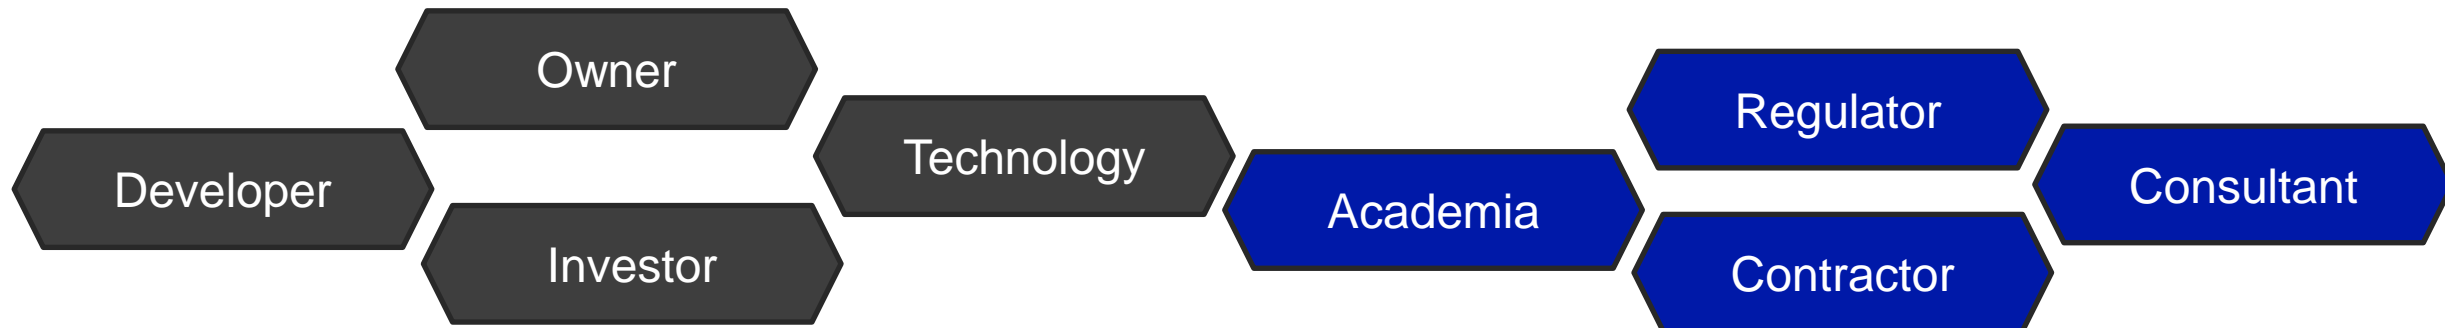 Developer
Owner
Investor
Technology
Academia
Regulator
Contractor
Consultant